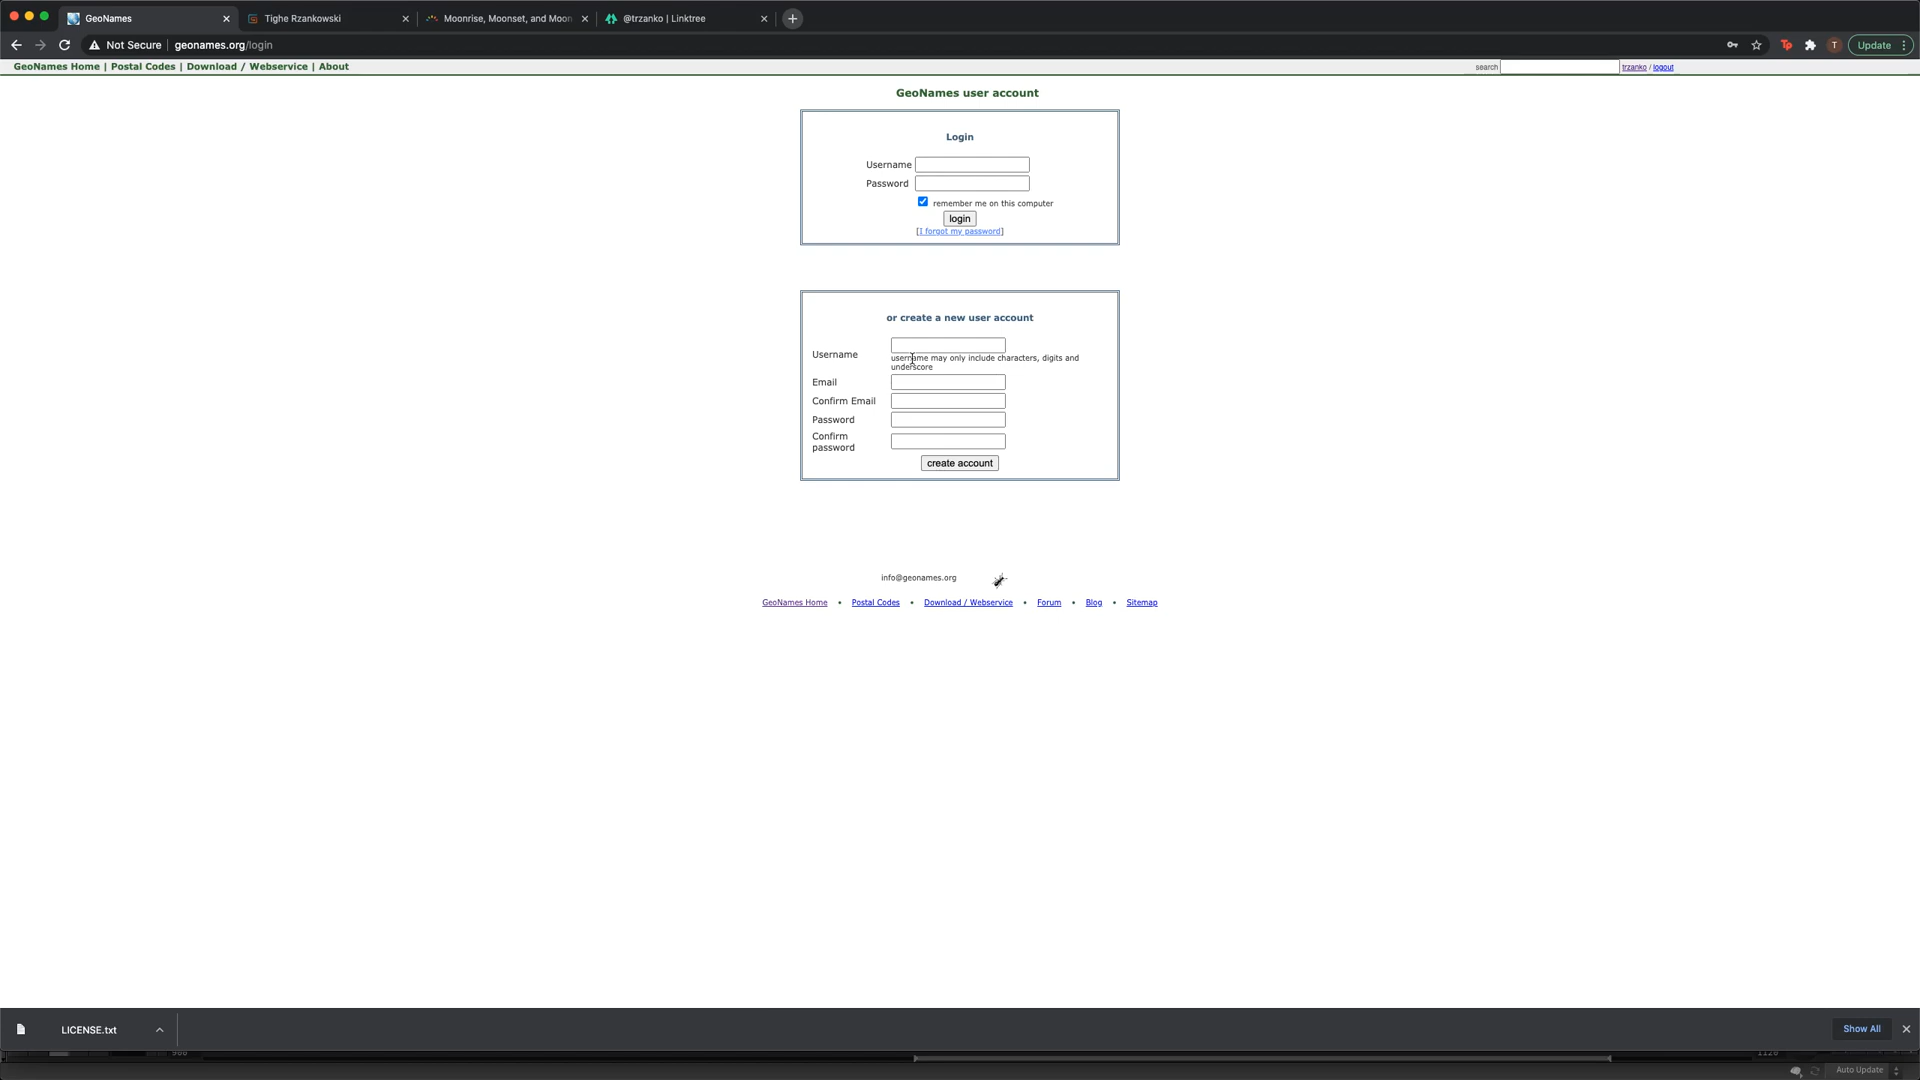 GeoNames
Tighe Rzankowski
Moonrise, Moonset, and Moon
@trzanko | Linktree
Not Secure
geonames.org/login
T
Update
GeoNames Home | Postal Codes | Download / Webservice | About
search
trzanko / logout
GeoNames user account
Login
Username
Password
remember me on this computer
login
[I forgot my password]
or create a new user account
Username
username may only include characters, digits and
underscore
Email
Confirm Email
Password
Confirm
password
create account
info@geonames.org
GeoNames Home • Postal Codes • Download / Webservice • Forum • Blog • Sitemap
LICENSE.txt
Show All
Auto Update